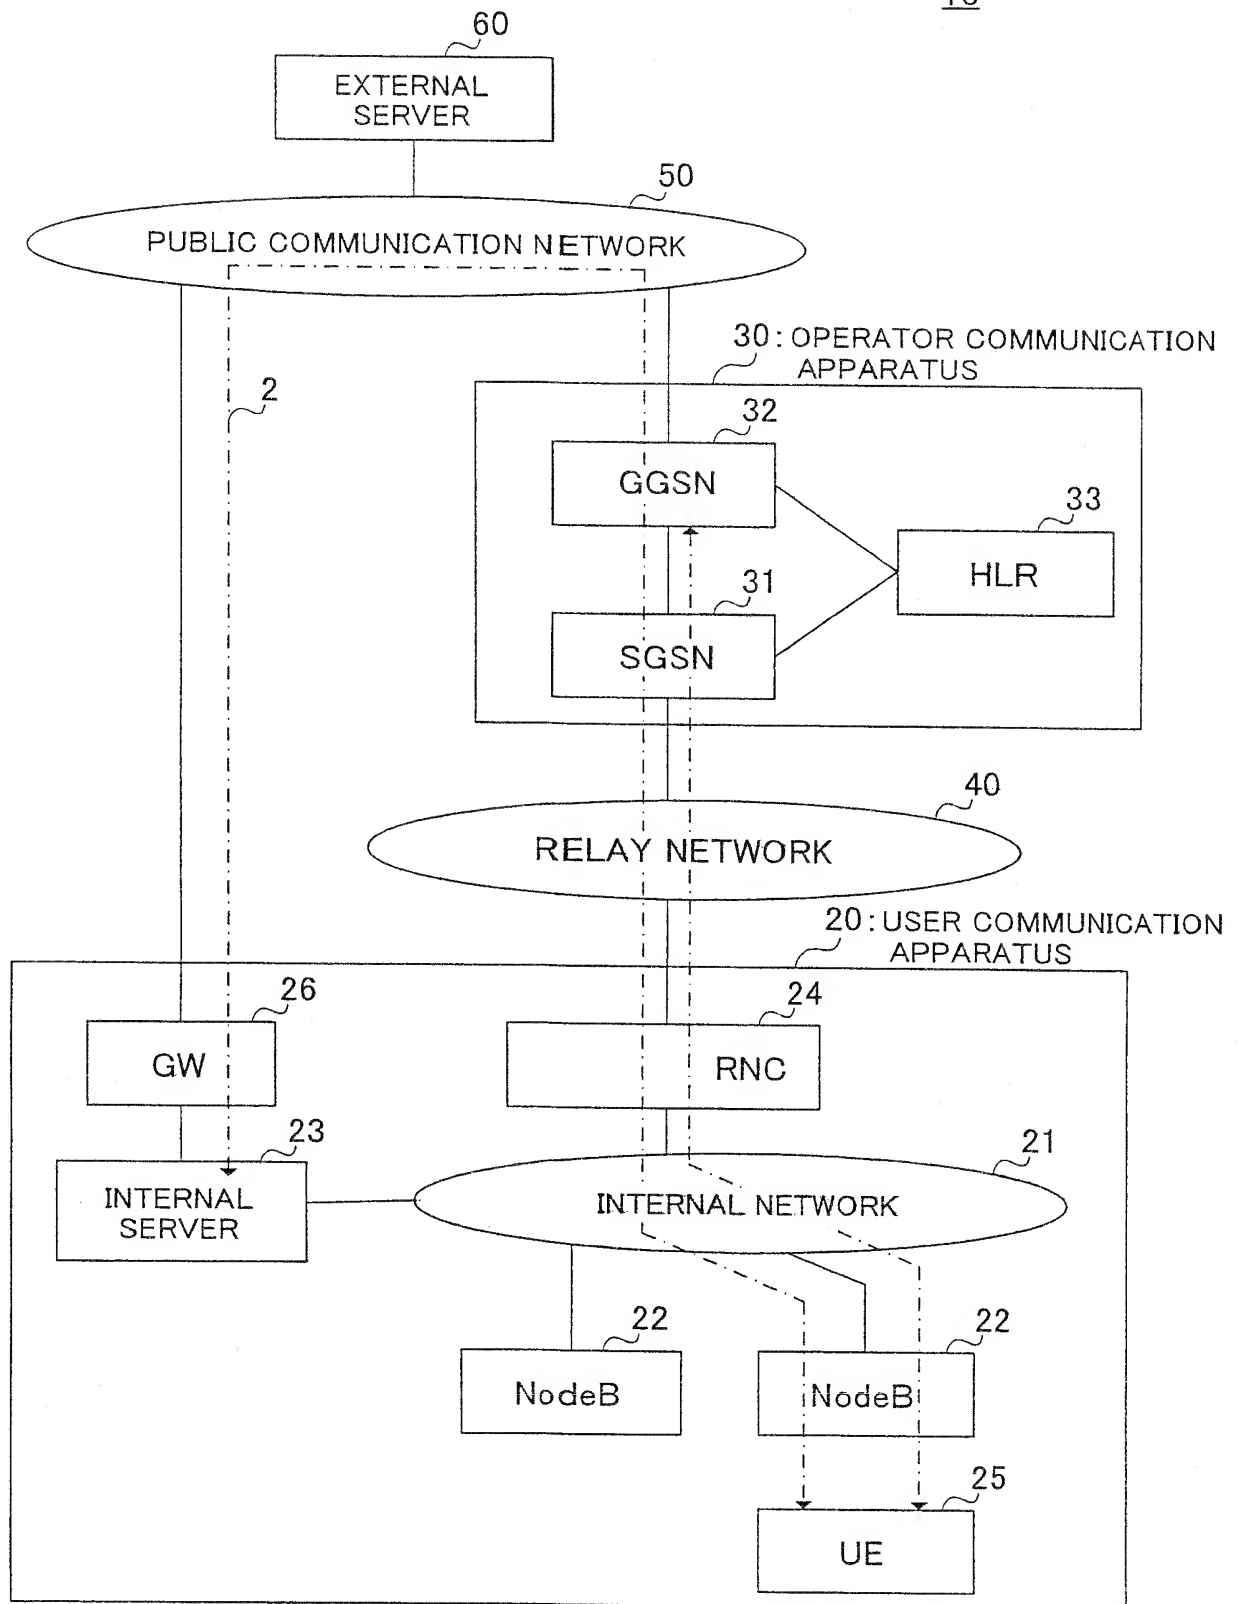 60
EXTERNAL
SERVER
50
PUBLIC COMMUNICATION NETWORK
30: OPERATOR COMMUNICATION
APPARATUS
2
32
GGSN
33
HLR
31
SGSN
40
RELAY NETWORK
20: USER COMMUNICATION
APPARATUS
26
GW
24
RNC
23
INTERNAL
SERVER
21
INTERNAL NETWORK
22
NodeB
22
NodeB
25
UE